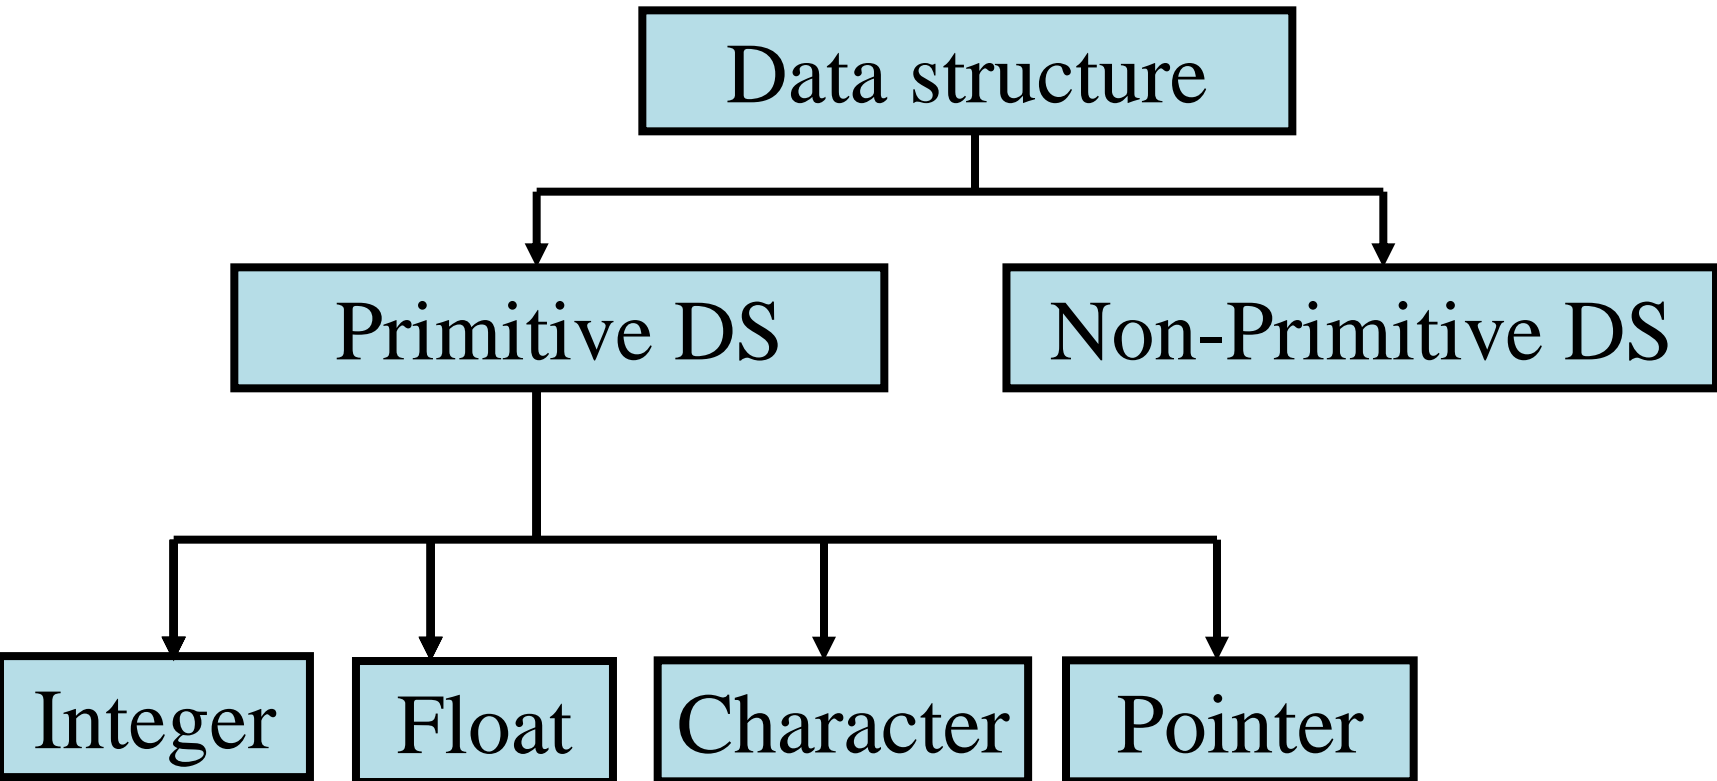 Data structure
Primitive DS
Non-Primitive DS
Integer
Float
Character
Pointer